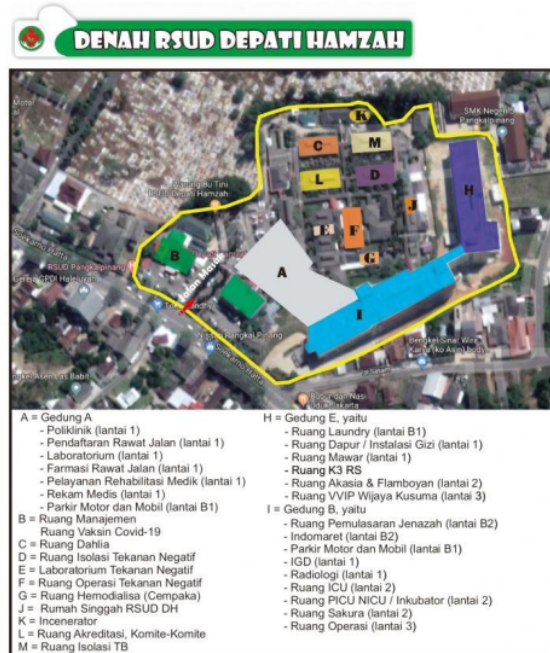 DENAH RSUD DEPATI HAMZAH
SMK Negeri
Pangkalpinang
K
C
M
L
D
H
J
E
F
G
B
A
I
Depati Hamzah
RSUD Pangkalpinang
Soekarno Hatta
Bengkel Sinar
A = Gedung A
- Poliklinik (lantai 1)
- Pendaftaran Rawat Jalan (lantai 1)
- Laboratorium (lantai 1)
- Farmasi Rawat Jalan (lantai 1)
- Pelayanan Rehabilitasi Medik (lantai 1)
- Rekam Medis (lantai 1)
- Parkir Motor dan Mobil (lantai B1)
B = Ruang Manajemen
Ruang Vaksin Covid-19
C = Ruang Dahlia
D = Ruang Isolasi Tekanan Negatif
E = Laboratorium Tekanan Negatif
F = Ruang Operasi Tekanan Negatif
G = Ruang Hemodialisa (Cempaka)
J = Rumah Singgah RSUD DH
K = Incenerator
L = Ruang Akreditasi, Komite-Komite
M = Ruang Isolasi TB
H = Gedung E, yaitu
- Ruang Laundry (lantai B1)
- Ruang Dapur / Instalasi Gizi (lantai 1)
- Ruang Mawar (lantai 1)
- Ruang K3 RS
- Ruang Akasia & Flamboyan (lantai 2)
- Ruang VVIP Wijaya Kusuma (lantai 3)
I = Gedung B, yaitu
- Ruang Pemulasaran Jenazah (lantai B2)
- Indomaret (lantai B2)
- Parkir Motor dan Mobil (lantai B1)
- IGD (lantai 1)
- Radiologi (lantai 1)
- Ruang ICU (lantai 2)
- Ruang PICU NICU / Inkubator (lantai 2)
- Ruang Sakura (lantai 2)
- Ruang Operasi (lantai 3)